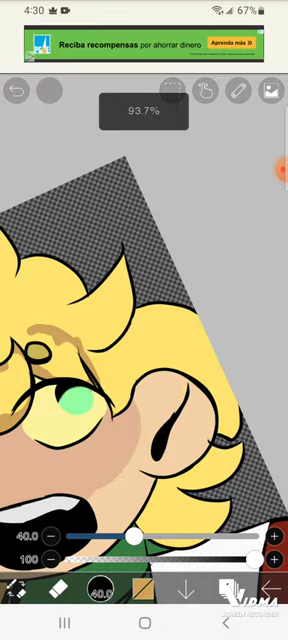 4:30
67%
Reciba recompensas por ahorrar dinero
Aprenda más >
93.7%
40.0
100
40.0
VIDMA
SCREEN RECORDER